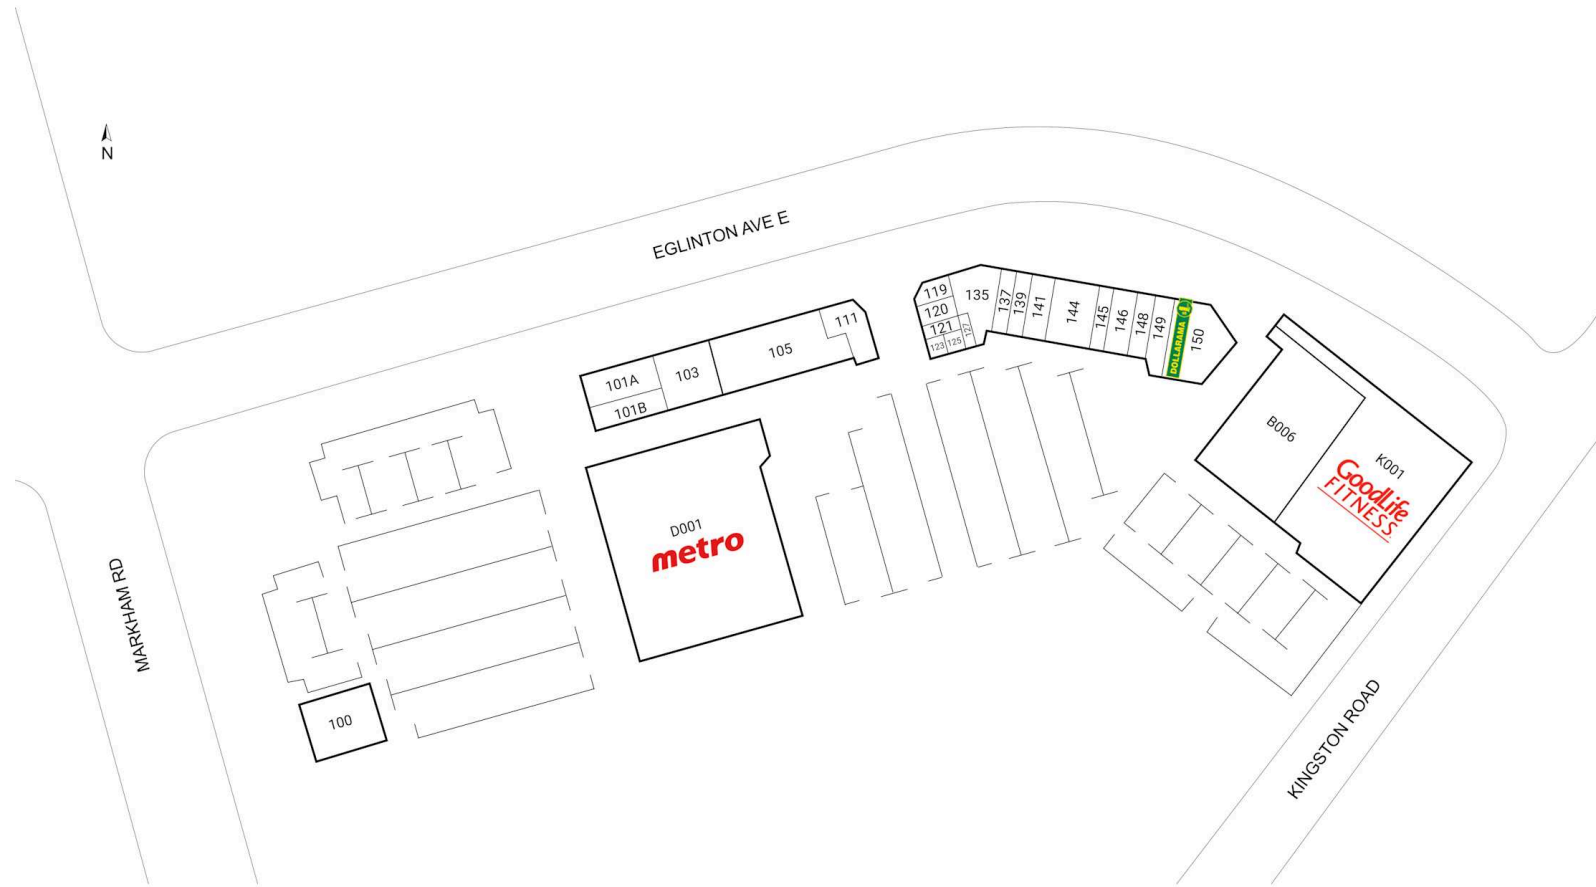 N
EGLINTON AVE E
MARKHAM RD
KINGSTON ROAD
101A
101B
103
105
111
119
120
121
123
125
127
135
137
139
141
144
145
146
148
149
DOLLARAMA
150
B006
K001
GoodLife
FITNESS
D001
metro
100